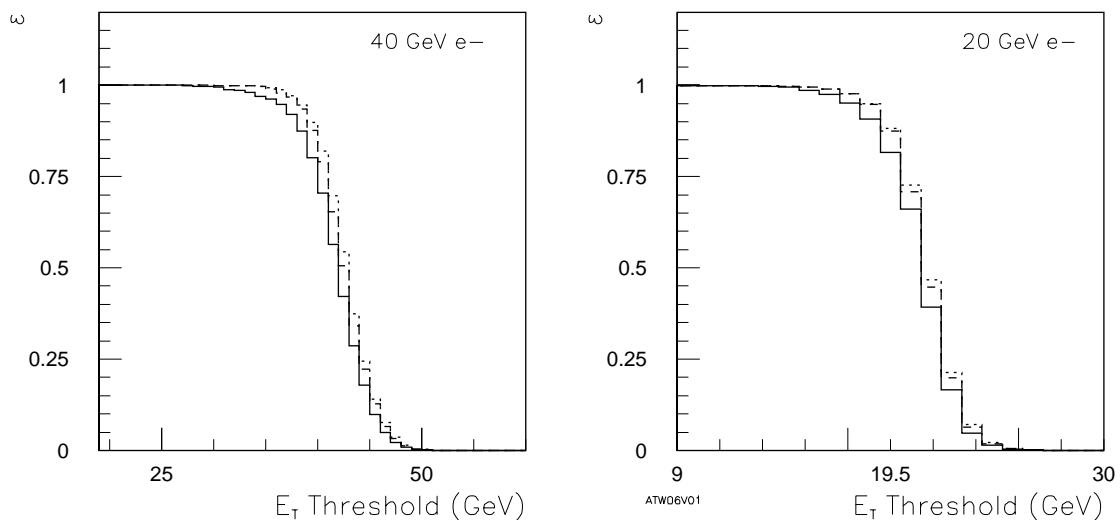 ε
40 GeV e−
1
0.75
0.5
0.25
0
25
50
E_T Threshold (GeV)
ε
20 GeV e−
1
0.75
0.5
0.25
0
9
19.5
30
ATW06V01
E_T Threshold (GeV)